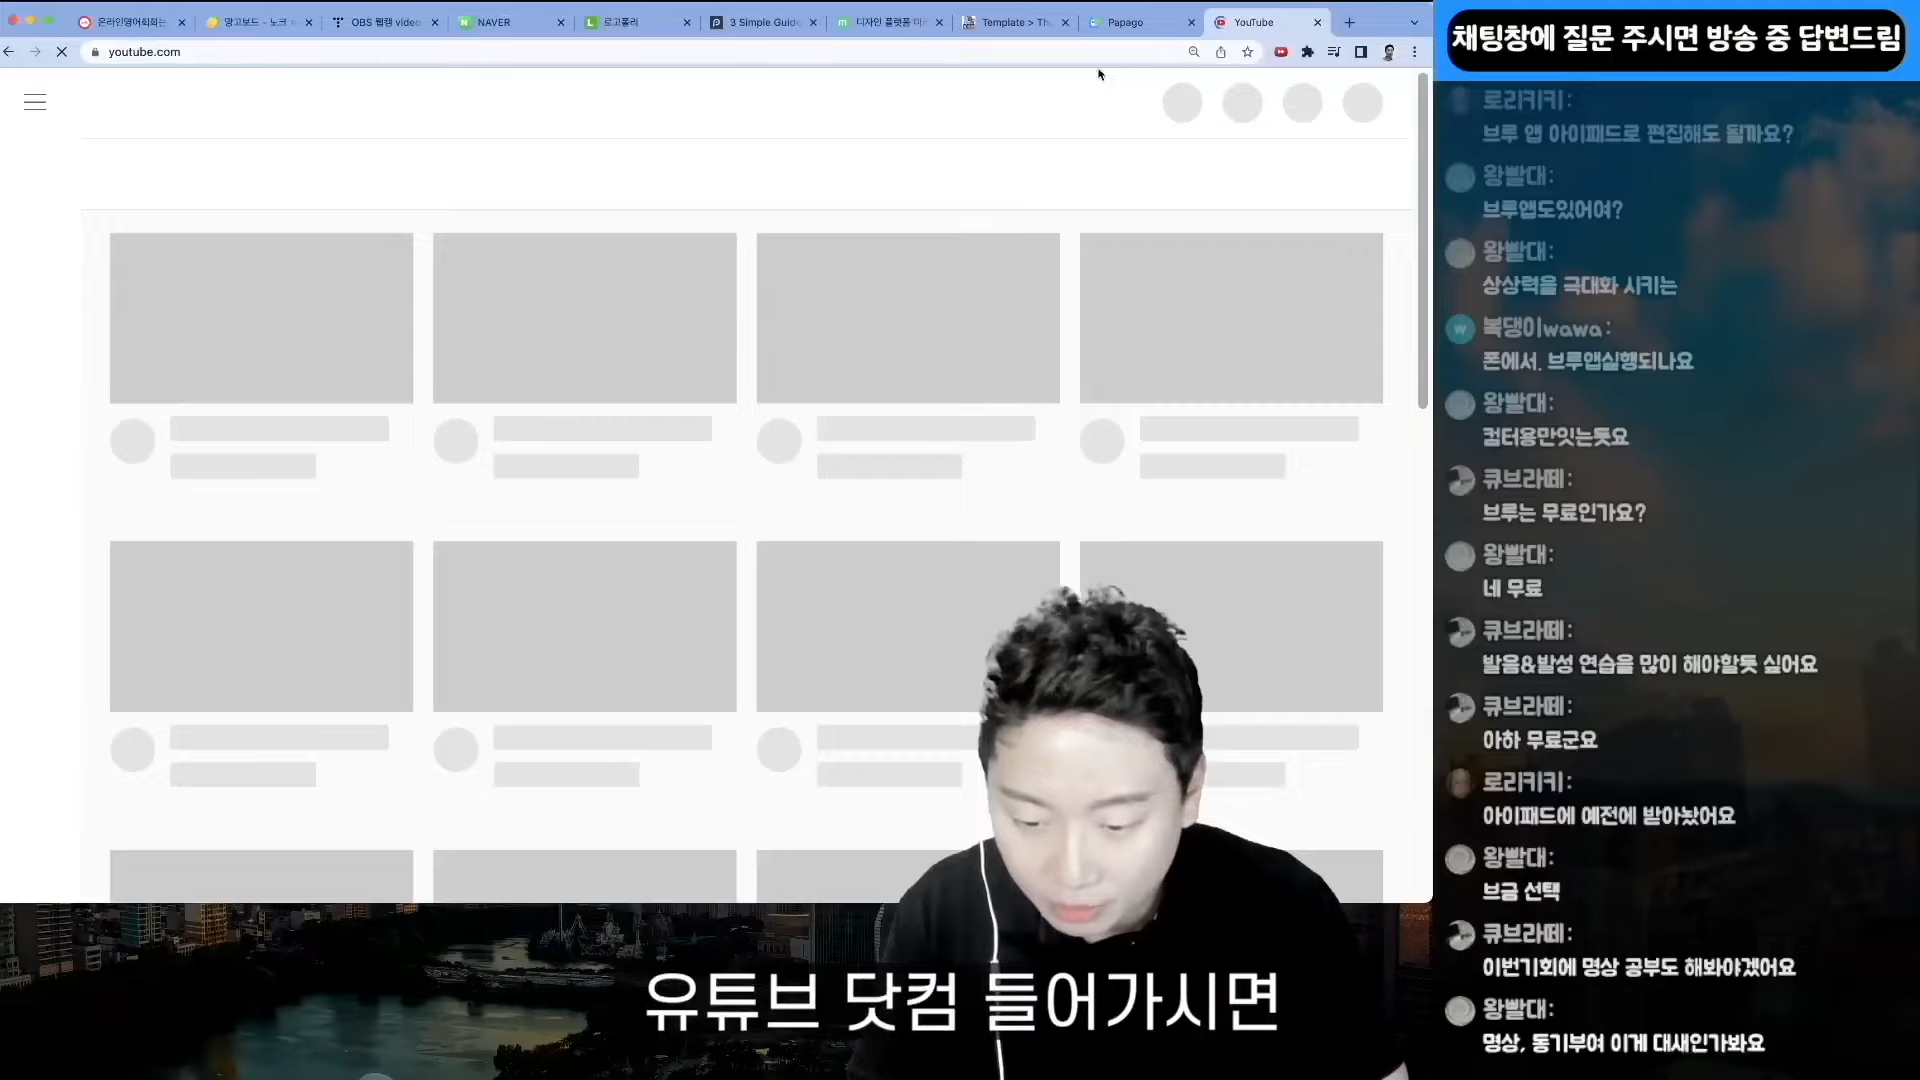 온라인영어회화는
망고보드 - 노크
OBS 웹캠 video
NAVER
로고폴리
3 Simple Guide
디자인 플랫폼 미리
Template > Thu
Papago
YouTube
youtube.com
채팅창에 질문 주시면 방송 중 답변드림
로리키키:
브루 앱 아이패드로 편집해도 될까요?
왕빨대:
브루앱도있어여?
왕빨대:
상상력을 극대화 시키는
w 복댕이wawa:
폰에서. 브루앱실행되나요
왕빨대:
컴터용만잇는듯요
큐브라떼:
브루는 무료인가요?
왕빨대:
네 무료
큐브라떼:
발음&발성 연습을 많이 해야할듯 싶어요
큐브라떼:
아하 무료군요
로리키키:
아이패드에 예전에 받아놨어요
왕빨대:
브금 선택
큐브라떼:
이번기회에 명상 공부도 해봐야겠어요
왕빨대:
명상, 동기부여 이게 대새인가봐요
유튜브 닷컴 들어가시면